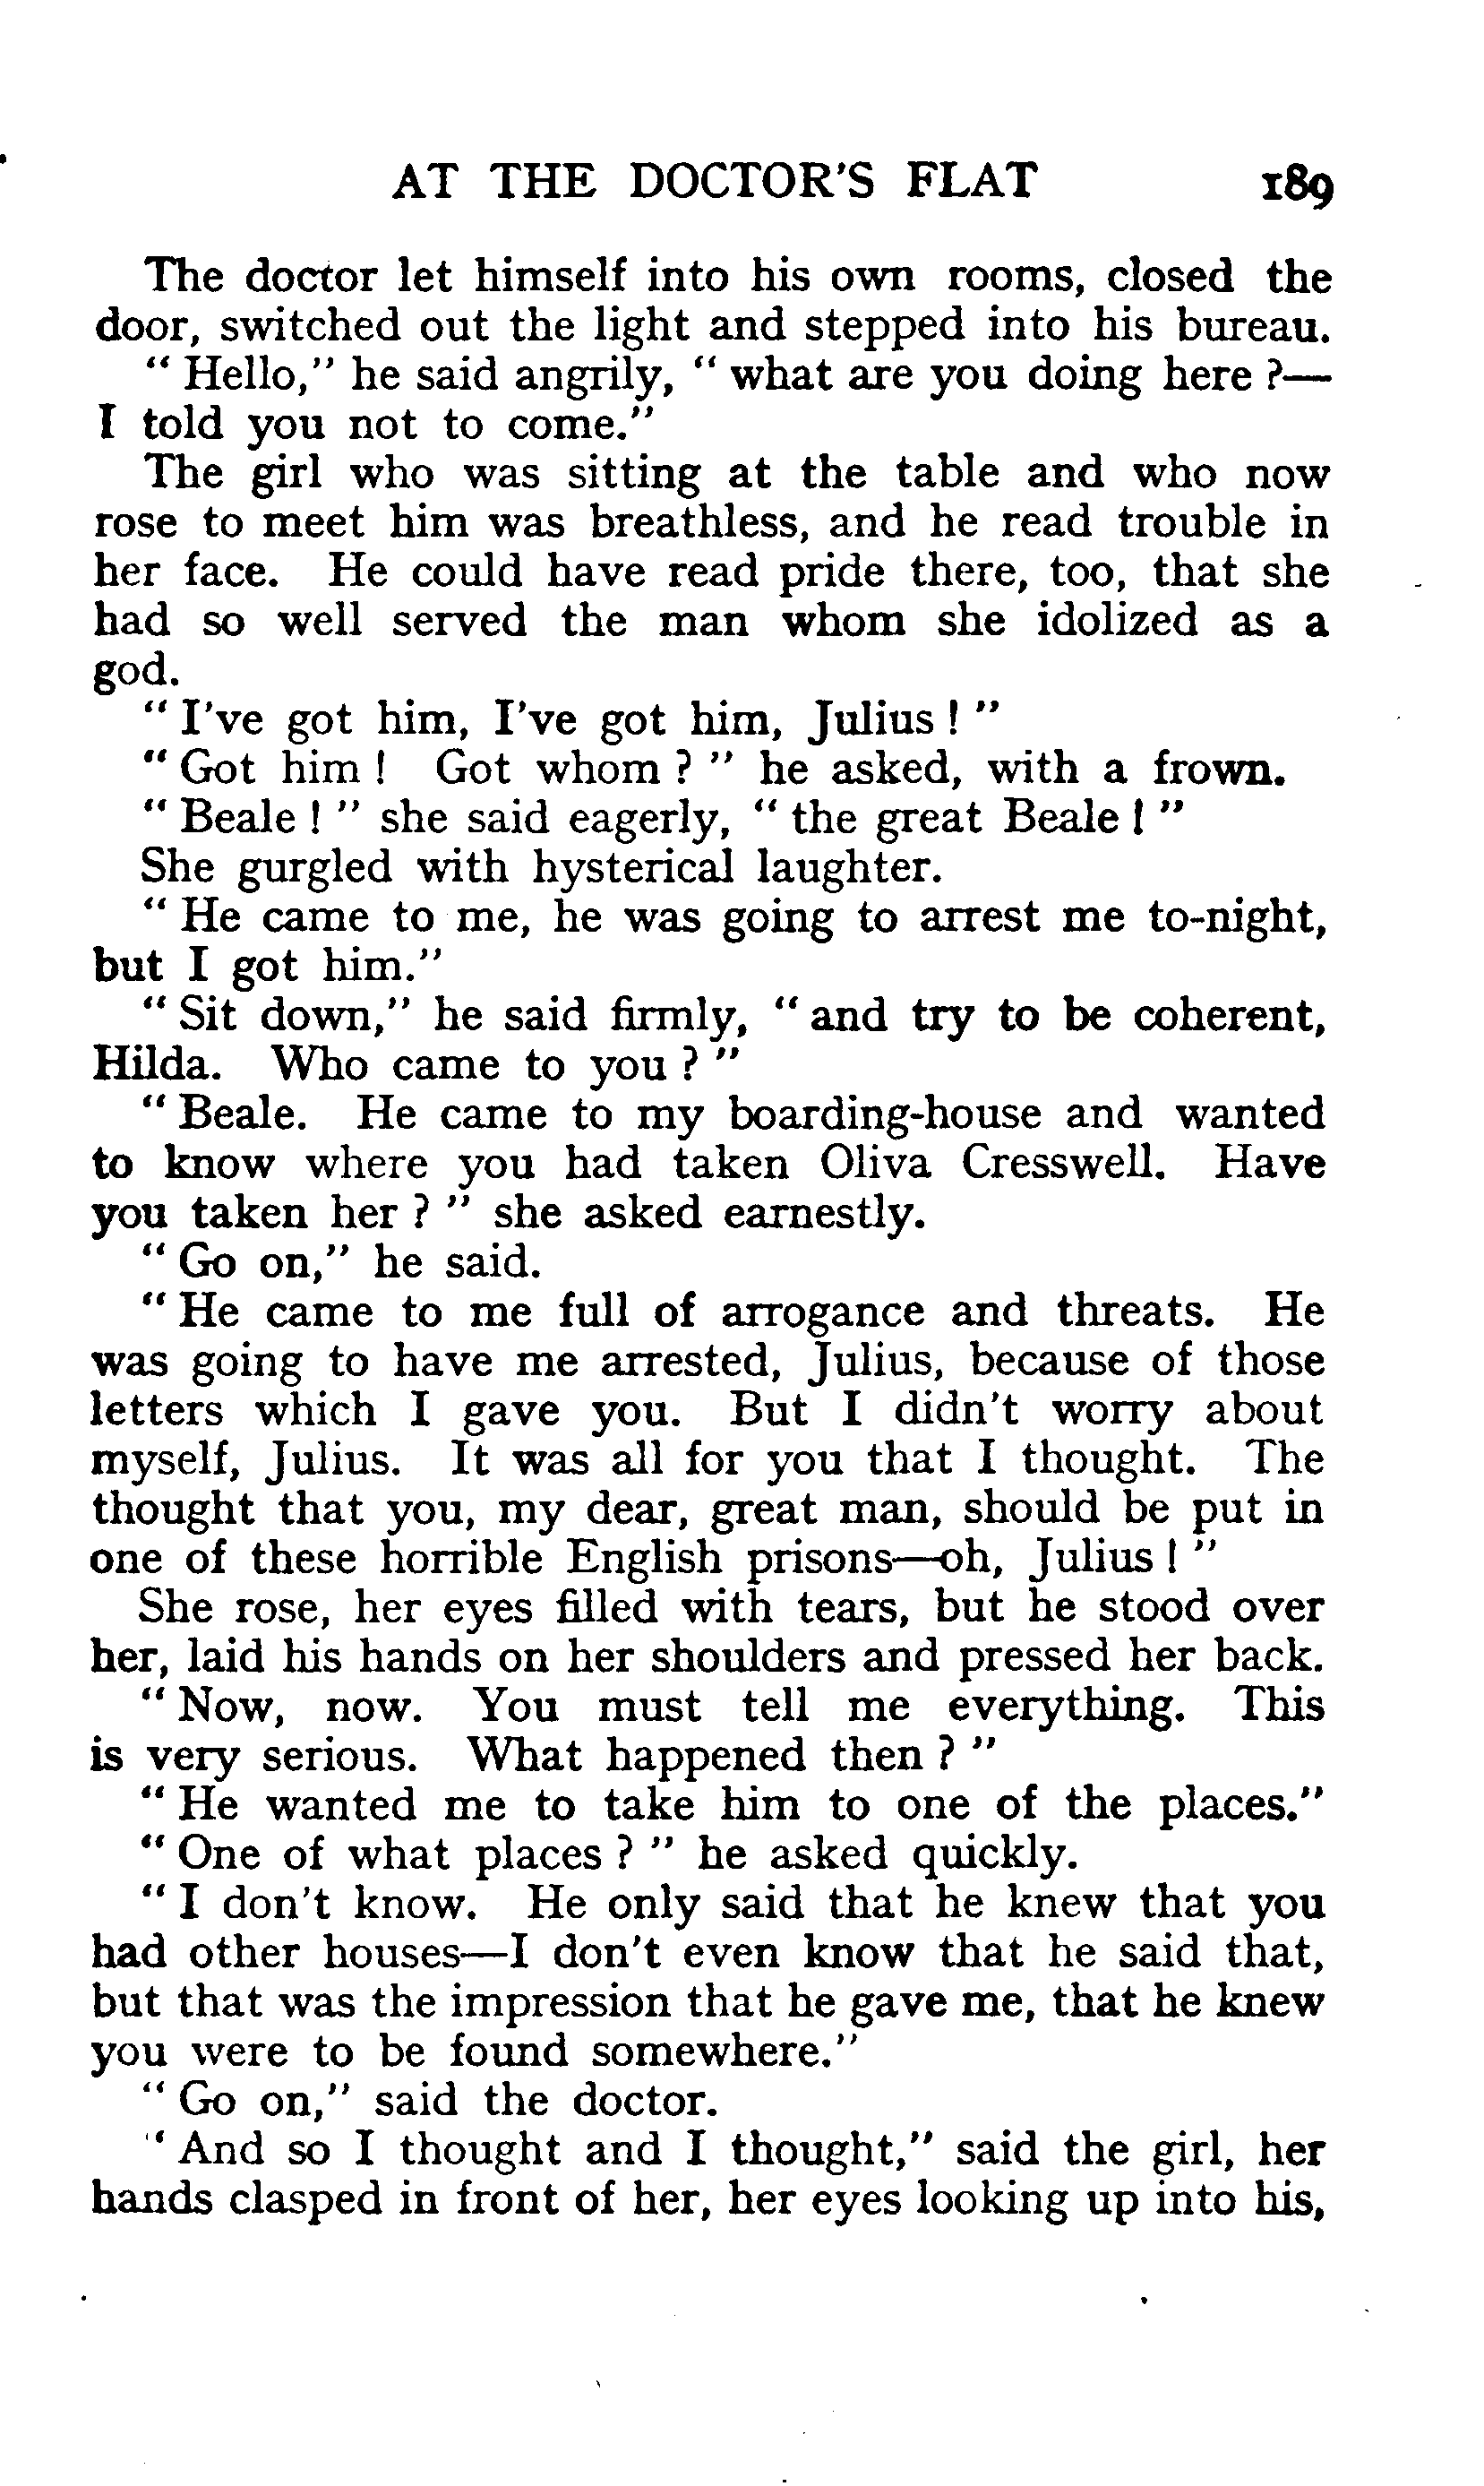 AT THE DOCTOR'S FLAT 189
The doctor let himself into his own rooms, closed the
door, switched out the light and stepped into his bureau.
" Hello," he said angrily, " what are you doing here ?—
I told you not to come."
The girl who was sitting at the table and who now
rose to meet him was breathless, and he read trouble in
her face. He could have read pride there, too, that she
had so well served the man whom she idolized as a
god.
" I've got him, I've got him, Julius ! "
" Got him ! Got whom ? " he asked, with a frown.
" Beale ! " she said eagerly, " the great Beale ! "
She gurgled with hysterical laughter.
" He came to me, he was going to arrest me to-night,
but I got him."
" Sit down," he said firmly, " and try to be coherent,
Hilda. Who came to you ? "
" Beale. He came to my boarding-house and wanted
to know where you had taken Oliva Cresswell. Have
you taken her ? " she asked earnestly.
" Go on," he said.
" He came to me full of arrogance and threats. He
was going to have me arrested, Julius, because of those
letters which I gave you. But I didn't worry about
myself, Julius. It was all for you that I thought. The
thought that you, my dear, great man, should be put in
one of these horrible English prisons—oh, Julius ! "
She rose, her eyes filled with tears, but he stood over
her, laid his hands on her shoulders and pressed her back.
" Now, now. You must tell me everything. This
is very serious. What happened then ? "
" He wanted me to take him to one of the places."
" One of what places ? " he asked quickly.
" I don't know. He only said that he knew that you
had other houses—I don't even know that he said that,
but that was the impression that he gave me, that he knew
you were to be found somewhere."
" Go on," said the doctor.
" And so I thought and I thought," said the girl, her
hands clasped in front of her, her eyes looking up into his,